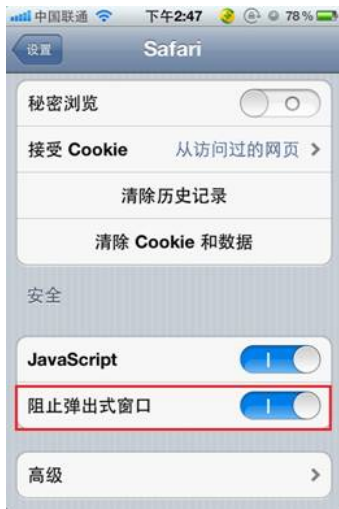 中国联通 下午2:47 78%
设置 Safari
秘密浏览
接受 Cookie 从访问过的网页
清除历史记录
清除 Cookie 和数据
安全
JavaScript
阻止弹出式窗口
高级